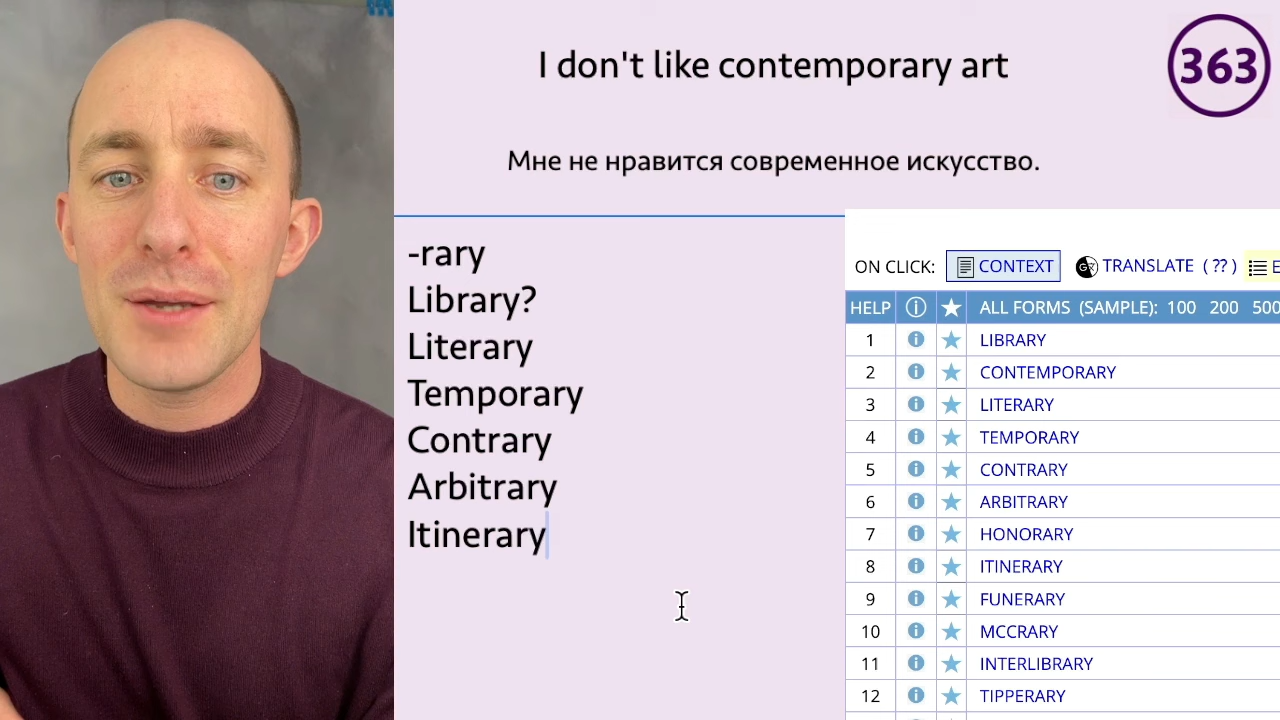 I don't like contemporary art
363
Мне не нравится современное искусство.
-rary
Library?
Literary
Temporary
Contrary
Arbitrary
Itinerary
ON CLICK: CONTEXT TRANSLATE ( ?? )
HELP ALL FORMS (SAMPLE): 100 200 500
1 LIBRARY
2 CONTEMPORARY
3 LITERARY
4 TEMPORARY
5 CONTRARY
6 ARBITRARY
7 HONORARY
8 ITINERARY
9 FUNERARY
10 MCCRARY
11 INTERLIBRARY
12 TIPPERARY